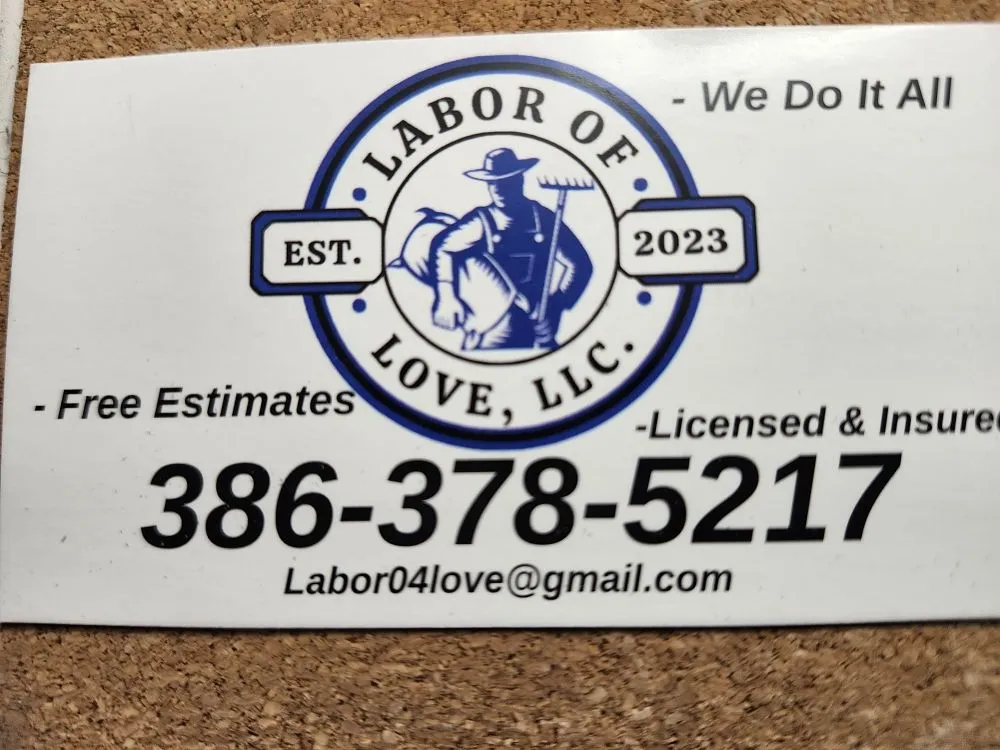 - We Do It All
LABOR OF
EST.
2023
LOVE, LLC.
- Free Estimates
-Licensed & Insure
386-378-5217
Labor04love@gmail.com